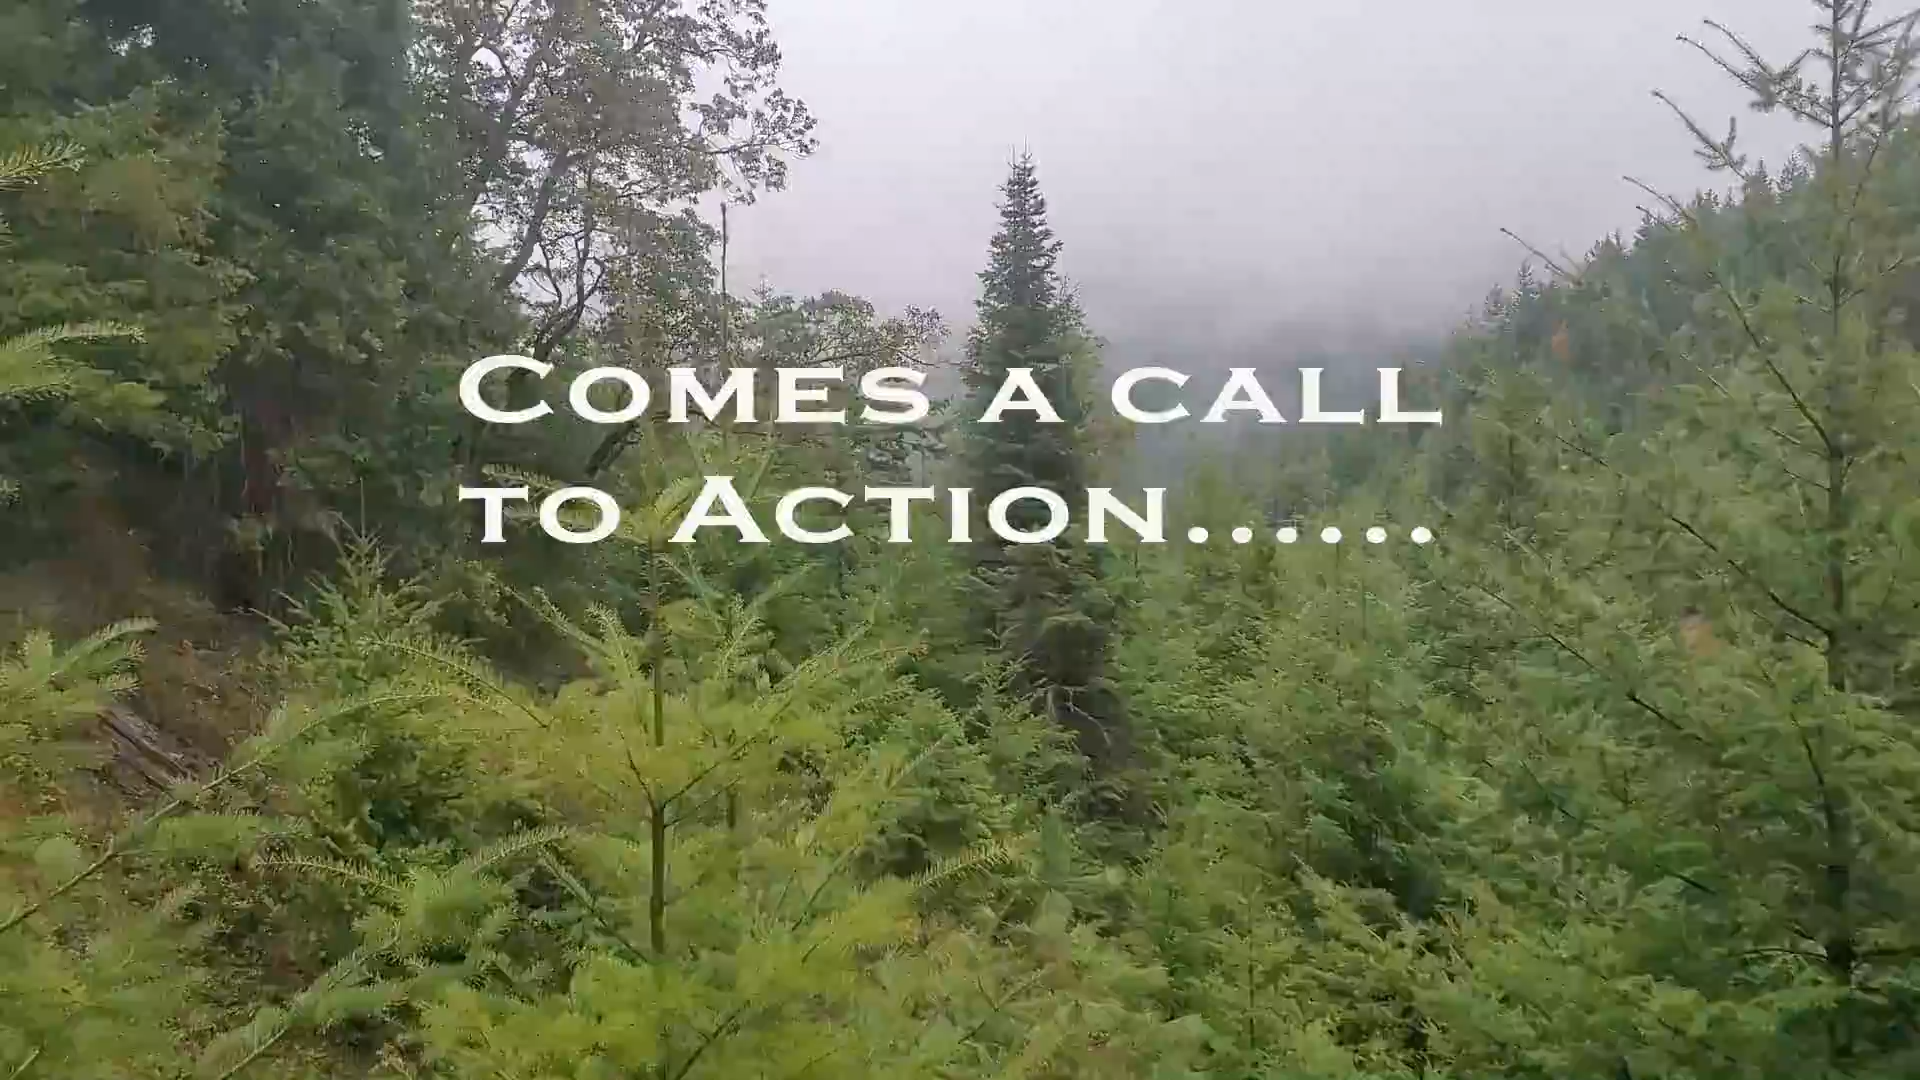 Comes a call
to Action......